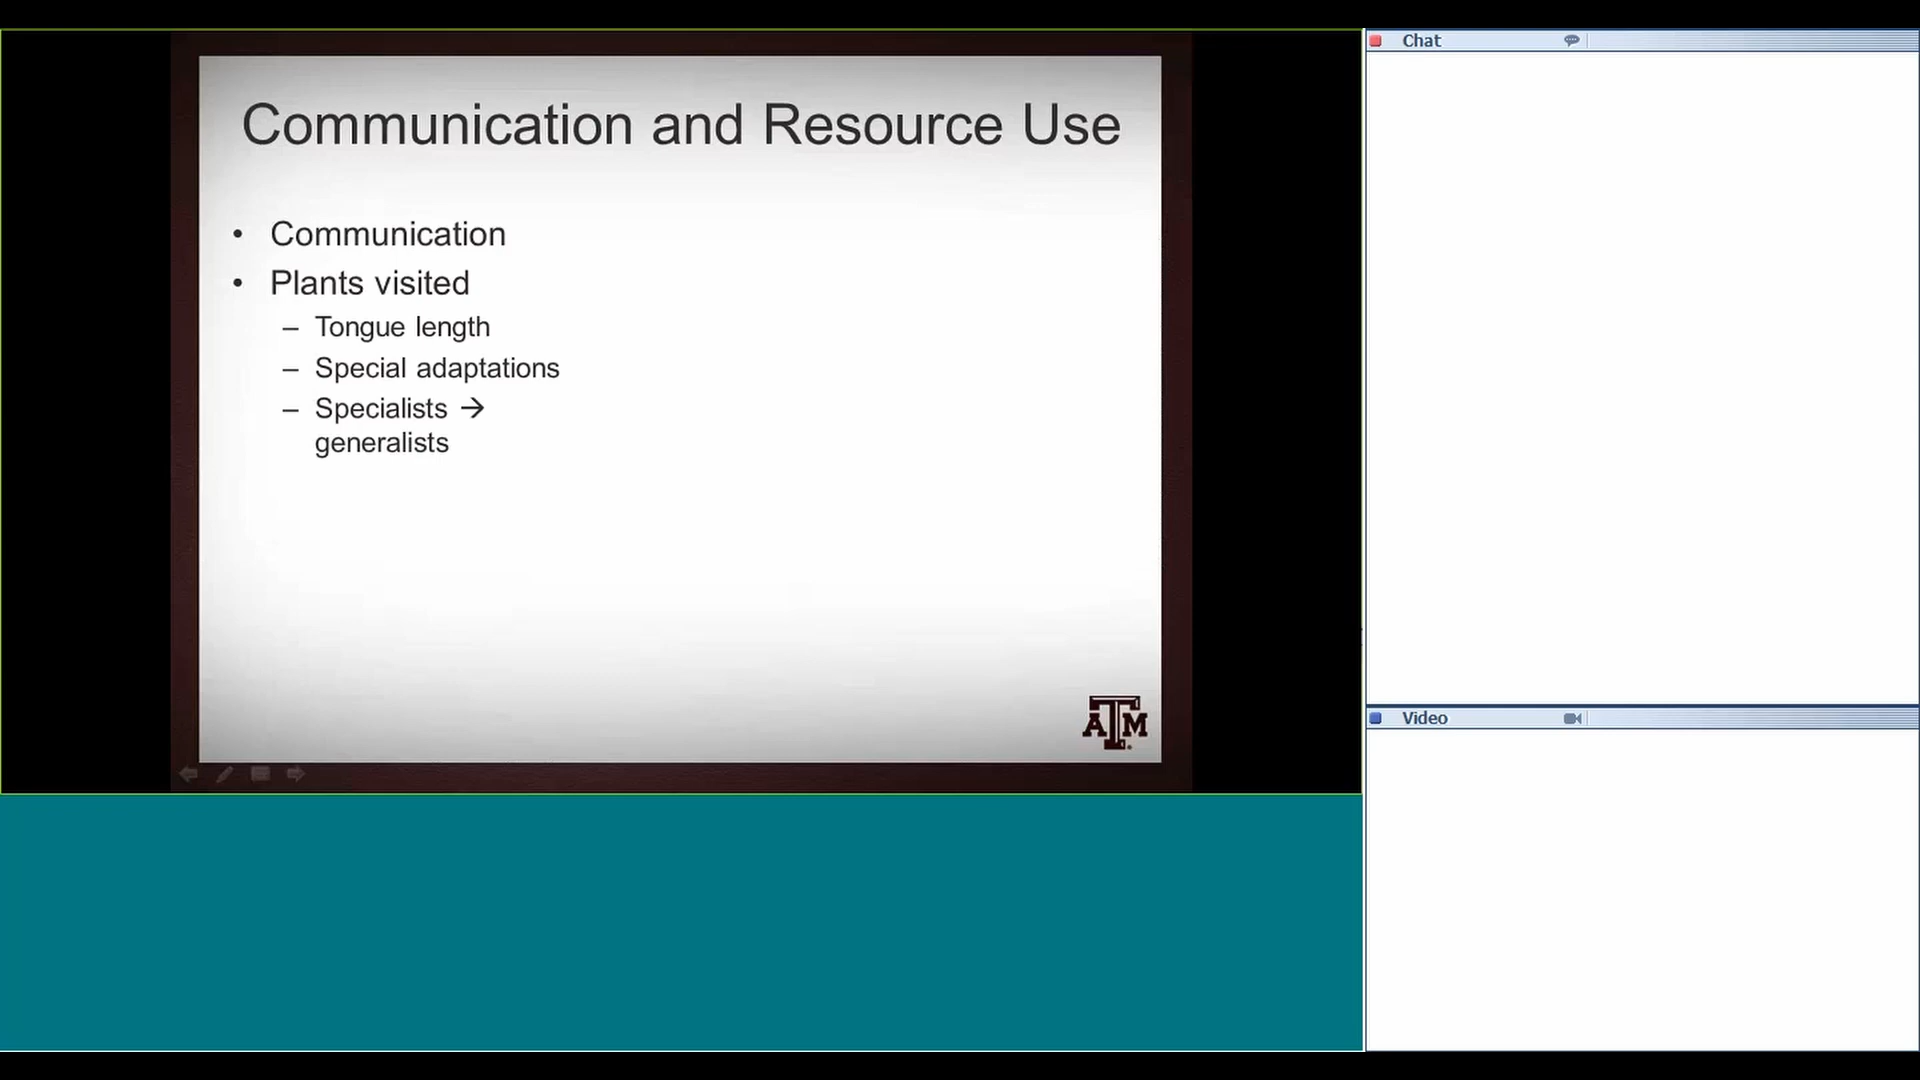 Communication and Resource Use
• Communication
• Plants visited
– Tongue length
– Special adaptations
– Specialists →
generalists
ATM
Chat
Video